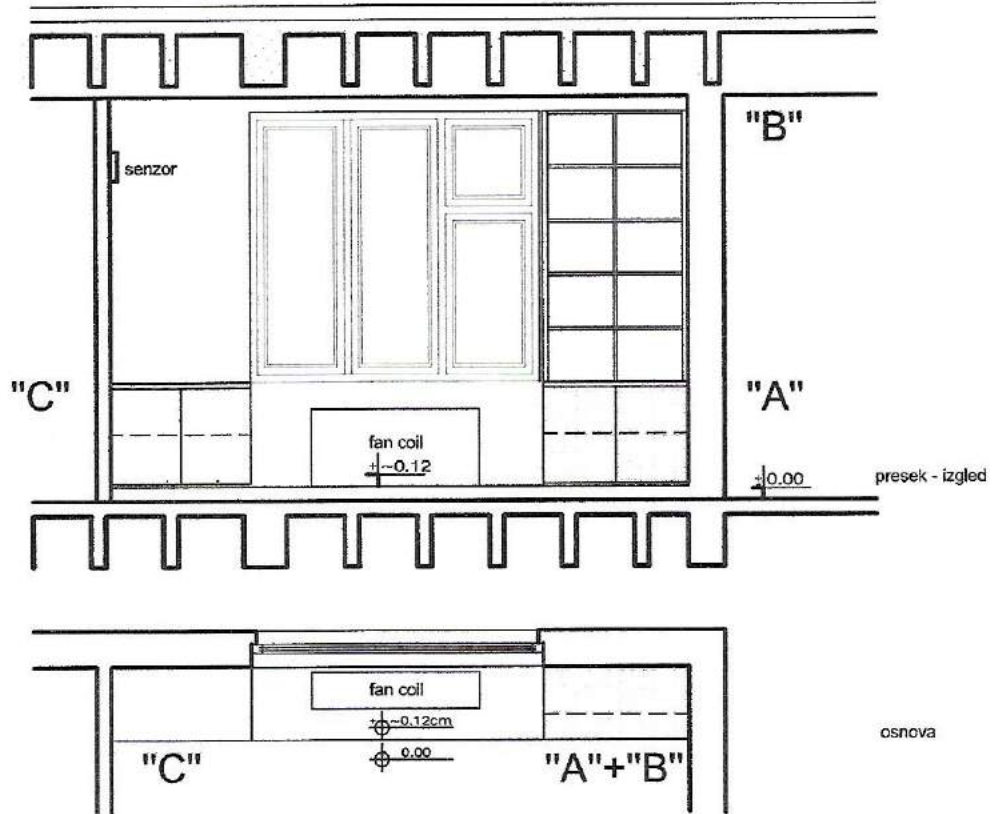 "B"
senzor
"C"
"A"
fan coil
+~0.12
±0.00
presek - izgled
fan coil
+~0.12cm
0.00
osnova
"C"
"A"+"B"